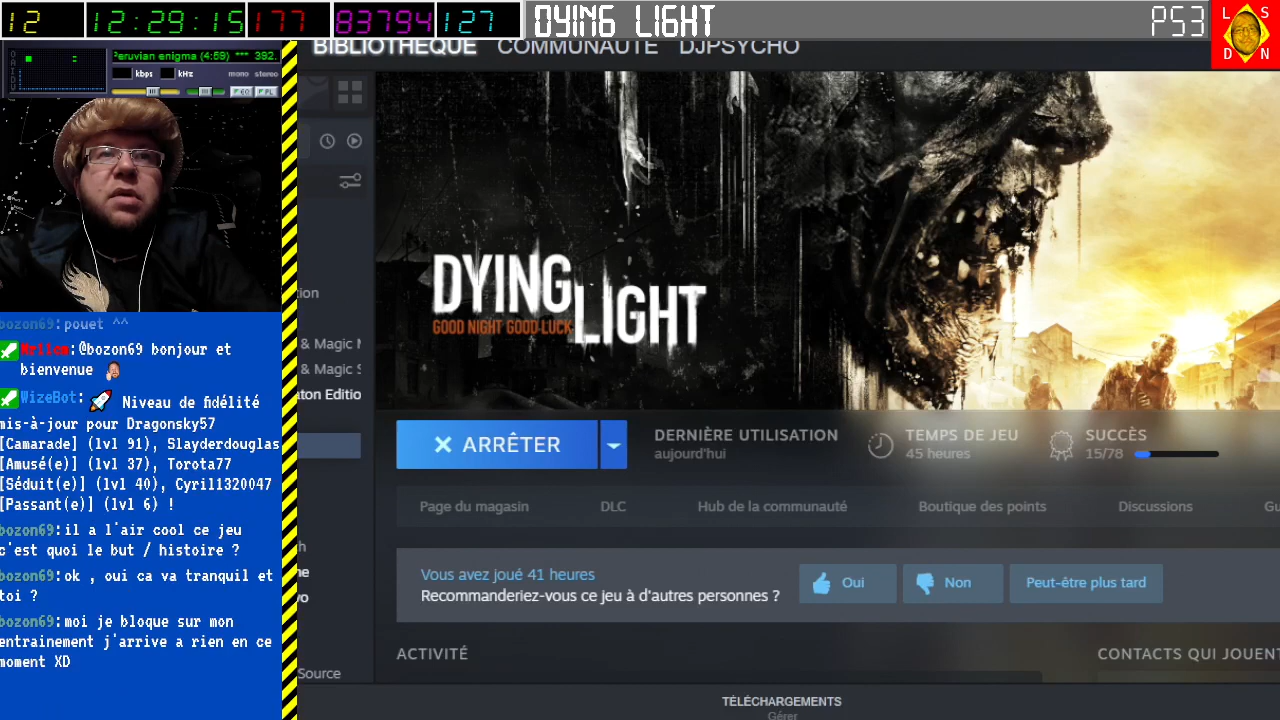 12 12:29:15 177 83794 127 DYING LIGHT PS3
L S
D N
BIBLIOTHÈQUE COMMUNAUTÉ DJPSYCHO
OAIDU
Peruvian enigma (4:59) *** 392.
kbps kHz mono stereo
EQ PL
bozon69: pouet ^^
@bozon69 bonjour et
bienvenue
WizeBot: Niveau de fidélité
mis-à-jour pour Dragonsky57
[Camarade] (lvl 91), Slayderdouglas
[Amusé(e)] (lvl 37), Torota77
[Séduit(e)] (lvl 40), Cyril1320047
[Passant(e)] (lvl 6) !
bozon69: il a l'air cool ce jeu
c'est quoi le but / histoire ?
bozon69: ok , oui ca va tranquil et
toi ?
bozon69: moi je bloque sur mon
entrainement j'arrive a rien en ce
moment XD
tion
& Magic
& Magic
aton Editio
h
ne
vo
Source
DYING LIGHT
GOOD NIGHT GOOD LUCK
ARRÊTER
DERNIÈRE UTILISATION
aujourd'hui
TEMPS DE JEU
45 heures
SUCCÈS
15/78
Page du magasin DLC Hub de la communauté Boutique des points Discussions Gu
Vous avez joué 41 heures
Recommanderiez-vous ce jeu à d'autres personnes ?
Oui Non Peut-être plus tard
ACTIVITÉ
CONTACTS QUI JOUENT
TÉLÉCHARGEMENTS
Gérer